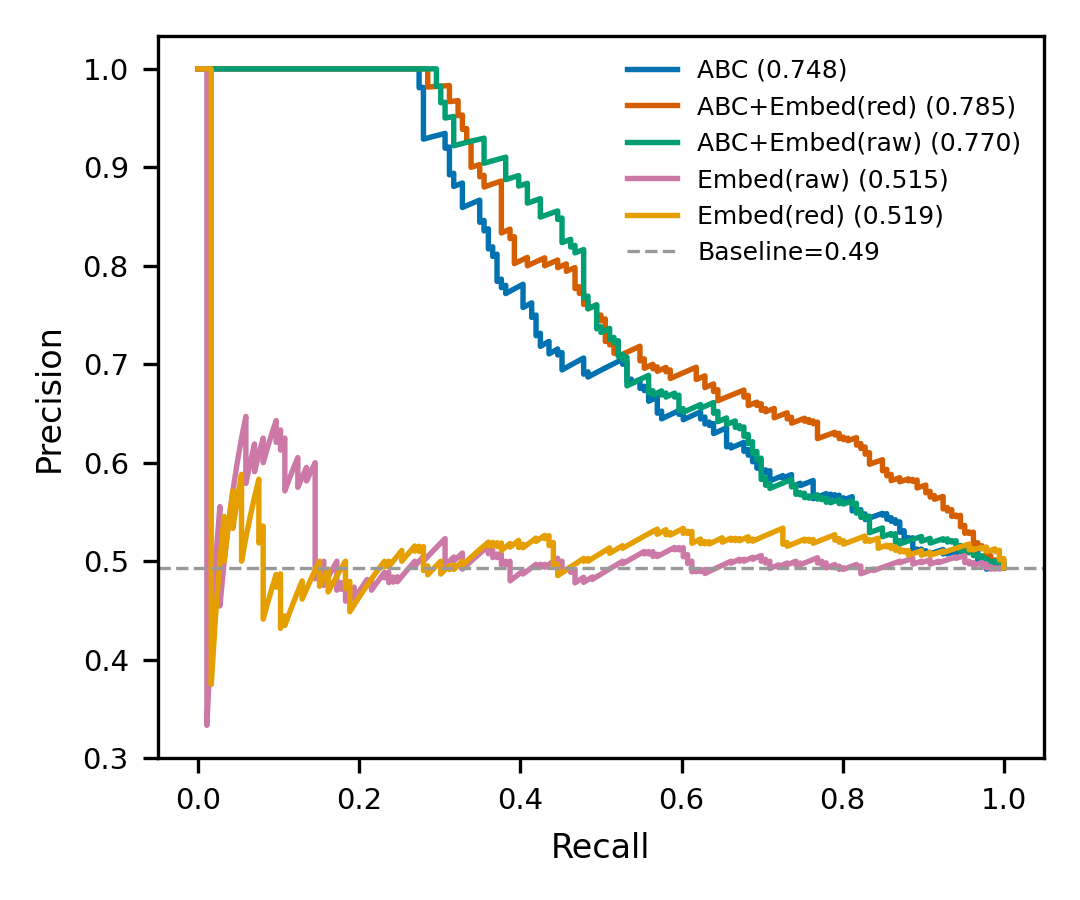 ABC (0.748)
ABC+Embed(red) (0.785)
ABC+Embed(raw) (0.770)
Embed(raw) (0.515)
Embed(red) (0.519)
Baseline=0.49
Precision
1.0
0.9
0.8
0.7
0.6
0.5
0.4
0.3
0.0 0.2 0.4 0.6 0.8 1.0
Recall